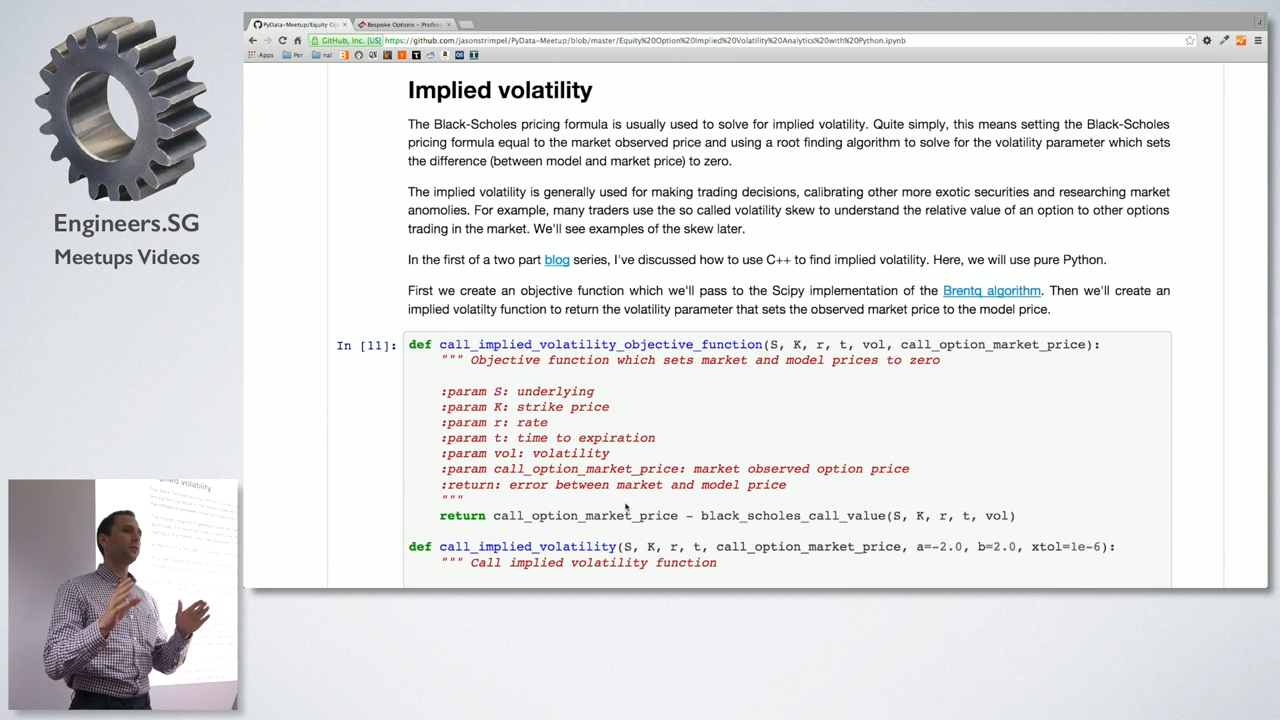 Engineers.SG
Meetups Videos
PyData-Meetup/Equity Op
Bespoke Options – Profess
GitHub, Inc. [US]
https://github.com/jasonstrimpel/PyData-Meetup/blob/master/Equity%20Option%20Implied%20Volatility%20Analytics%20with%20Python.ipynb
Apps
Per
nal
Implied volatility
The Black-Scholes pricing formula is usually used to solve for implied volatility. Quite simply, this means setting the Black-Scholes
pricing formula equal to the market observed price and using a root finding algorithm to solve for the volatility parameter which sets
the difference (between model and market price) to zero.
The implied volatility is generally used for making trading decisions, calibrating other more exotic securities and researching market
anomolies. For example, many traders use the so called volatility skew to understand the relative value of an option to other options
trading in the market. We'll see examples of the skew later.
In the first of a two part blog series, I've discussed how to use C++ to find implied volatility. Here, we will use pure Python.
First we create an objective function which we'll pass to the Scipy implementation of the Brentq algorithm. Then we'll create an
implied volatilty function to return the volatility parameter that sets the observed market price to the model price.
In [11]:
def call_implied_volatility_objective_function(S, K, r, t, vol, call_option_market_price):
""" Objective function which sets market and model prices to zero
:param S: underlying
:param K: strike price
:param r: rate
:param t: time to expiration
:param vol: volatility
:param call_option_market_price: market observed option price
:return: error between market and model price
"""
return call_option_market_price - black_scholes_call_value(S, K, r, t, vol)
def call_implied_volatility(S, K, r, t, call_option_market_price, a=-2.0, b=2.0, xtol=1e-6):
""" Call implied volatility function